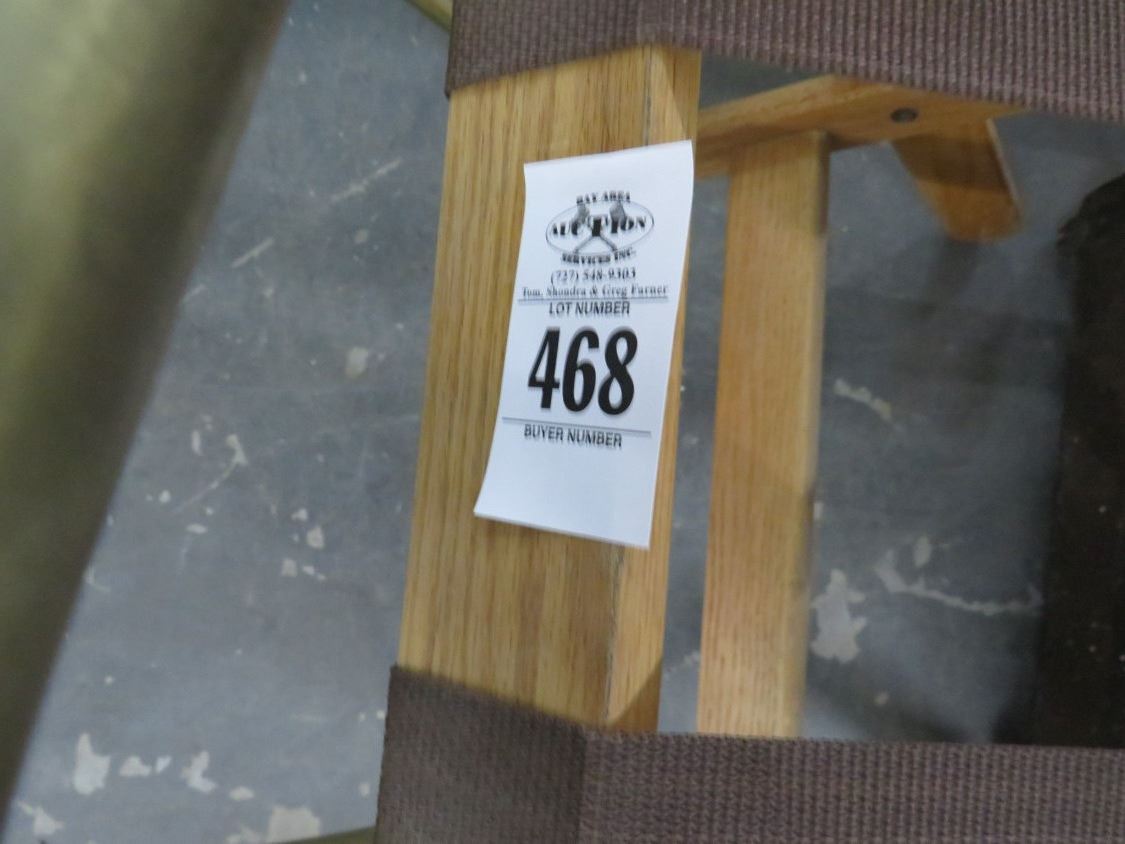 BAY AREA
AUCTION
SERVICES INC.
(727) 548-9303
Tom, Shondra & Greg Farner
LOT NUMBER
468
BUYER NUMBER